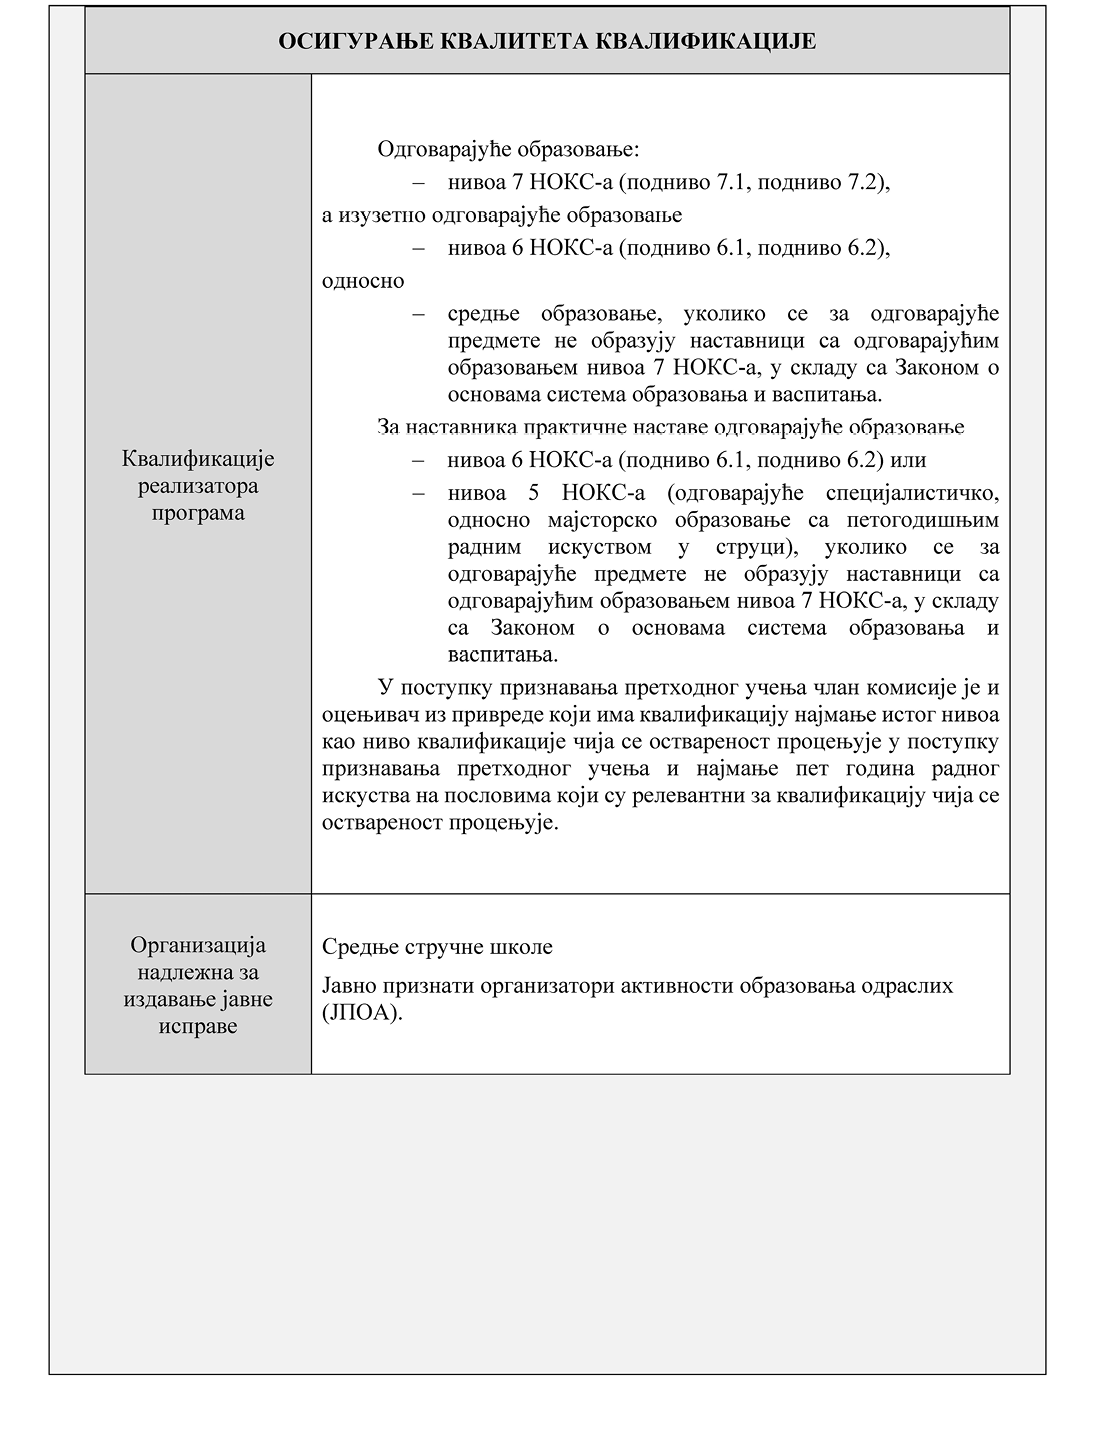 ОСИГУРАЊЕ КВАЛИТЕТА КВАЛИФИКАЦИЈЕ
Квалификације
реализатора
програма
Одговарајуће образовање:
– нивоа 7 НОКС-а (подниво 7.1, подниво 7.2),
а изузетно одговарајуће образовање
– нивоа 6 НОКС-а (подниво 6.1, подниво 6.2),
односно
– средње образовање, уколико се за одговарајуће
предмете не образују наставници са одговарајућим
образовањем нивоа 7 НОКС-а, у складу са Законом о
основама система образовања и васпитања.
За наставника практичне наставе одговарајуће образовање
– нивоа 6 НОКС-а (подниво 6.1, подниво 6.2) или
– нивоа 5 НОКС-а (одговарајуће специјалистичко,
односно мајсторско образовање са петогодишњим
радним искуством у струци), уколико се за
одговарајуће предмете не образују наставници са
одговарајућим образовањем нивоа 7 НОКС-а, у складу
са Законом о основама система образовања и
васпитања.
У поступку признавања претходног учења члан комисије је и
оцењивач из привреде који има квалификацију најмање истог нивоа
као ниво квалификације чија се оствареност процењује у поступку
признавања претходног учења и најмање пет година радног
искуства на пословима који су релевантни за квалификацију чија се
оствареност процењује.
Организација
надлежна за
издавање јавне
исправе
Средње стручне школе
Јавно признати организатори активности образовања одраслих
(ЈПОА).